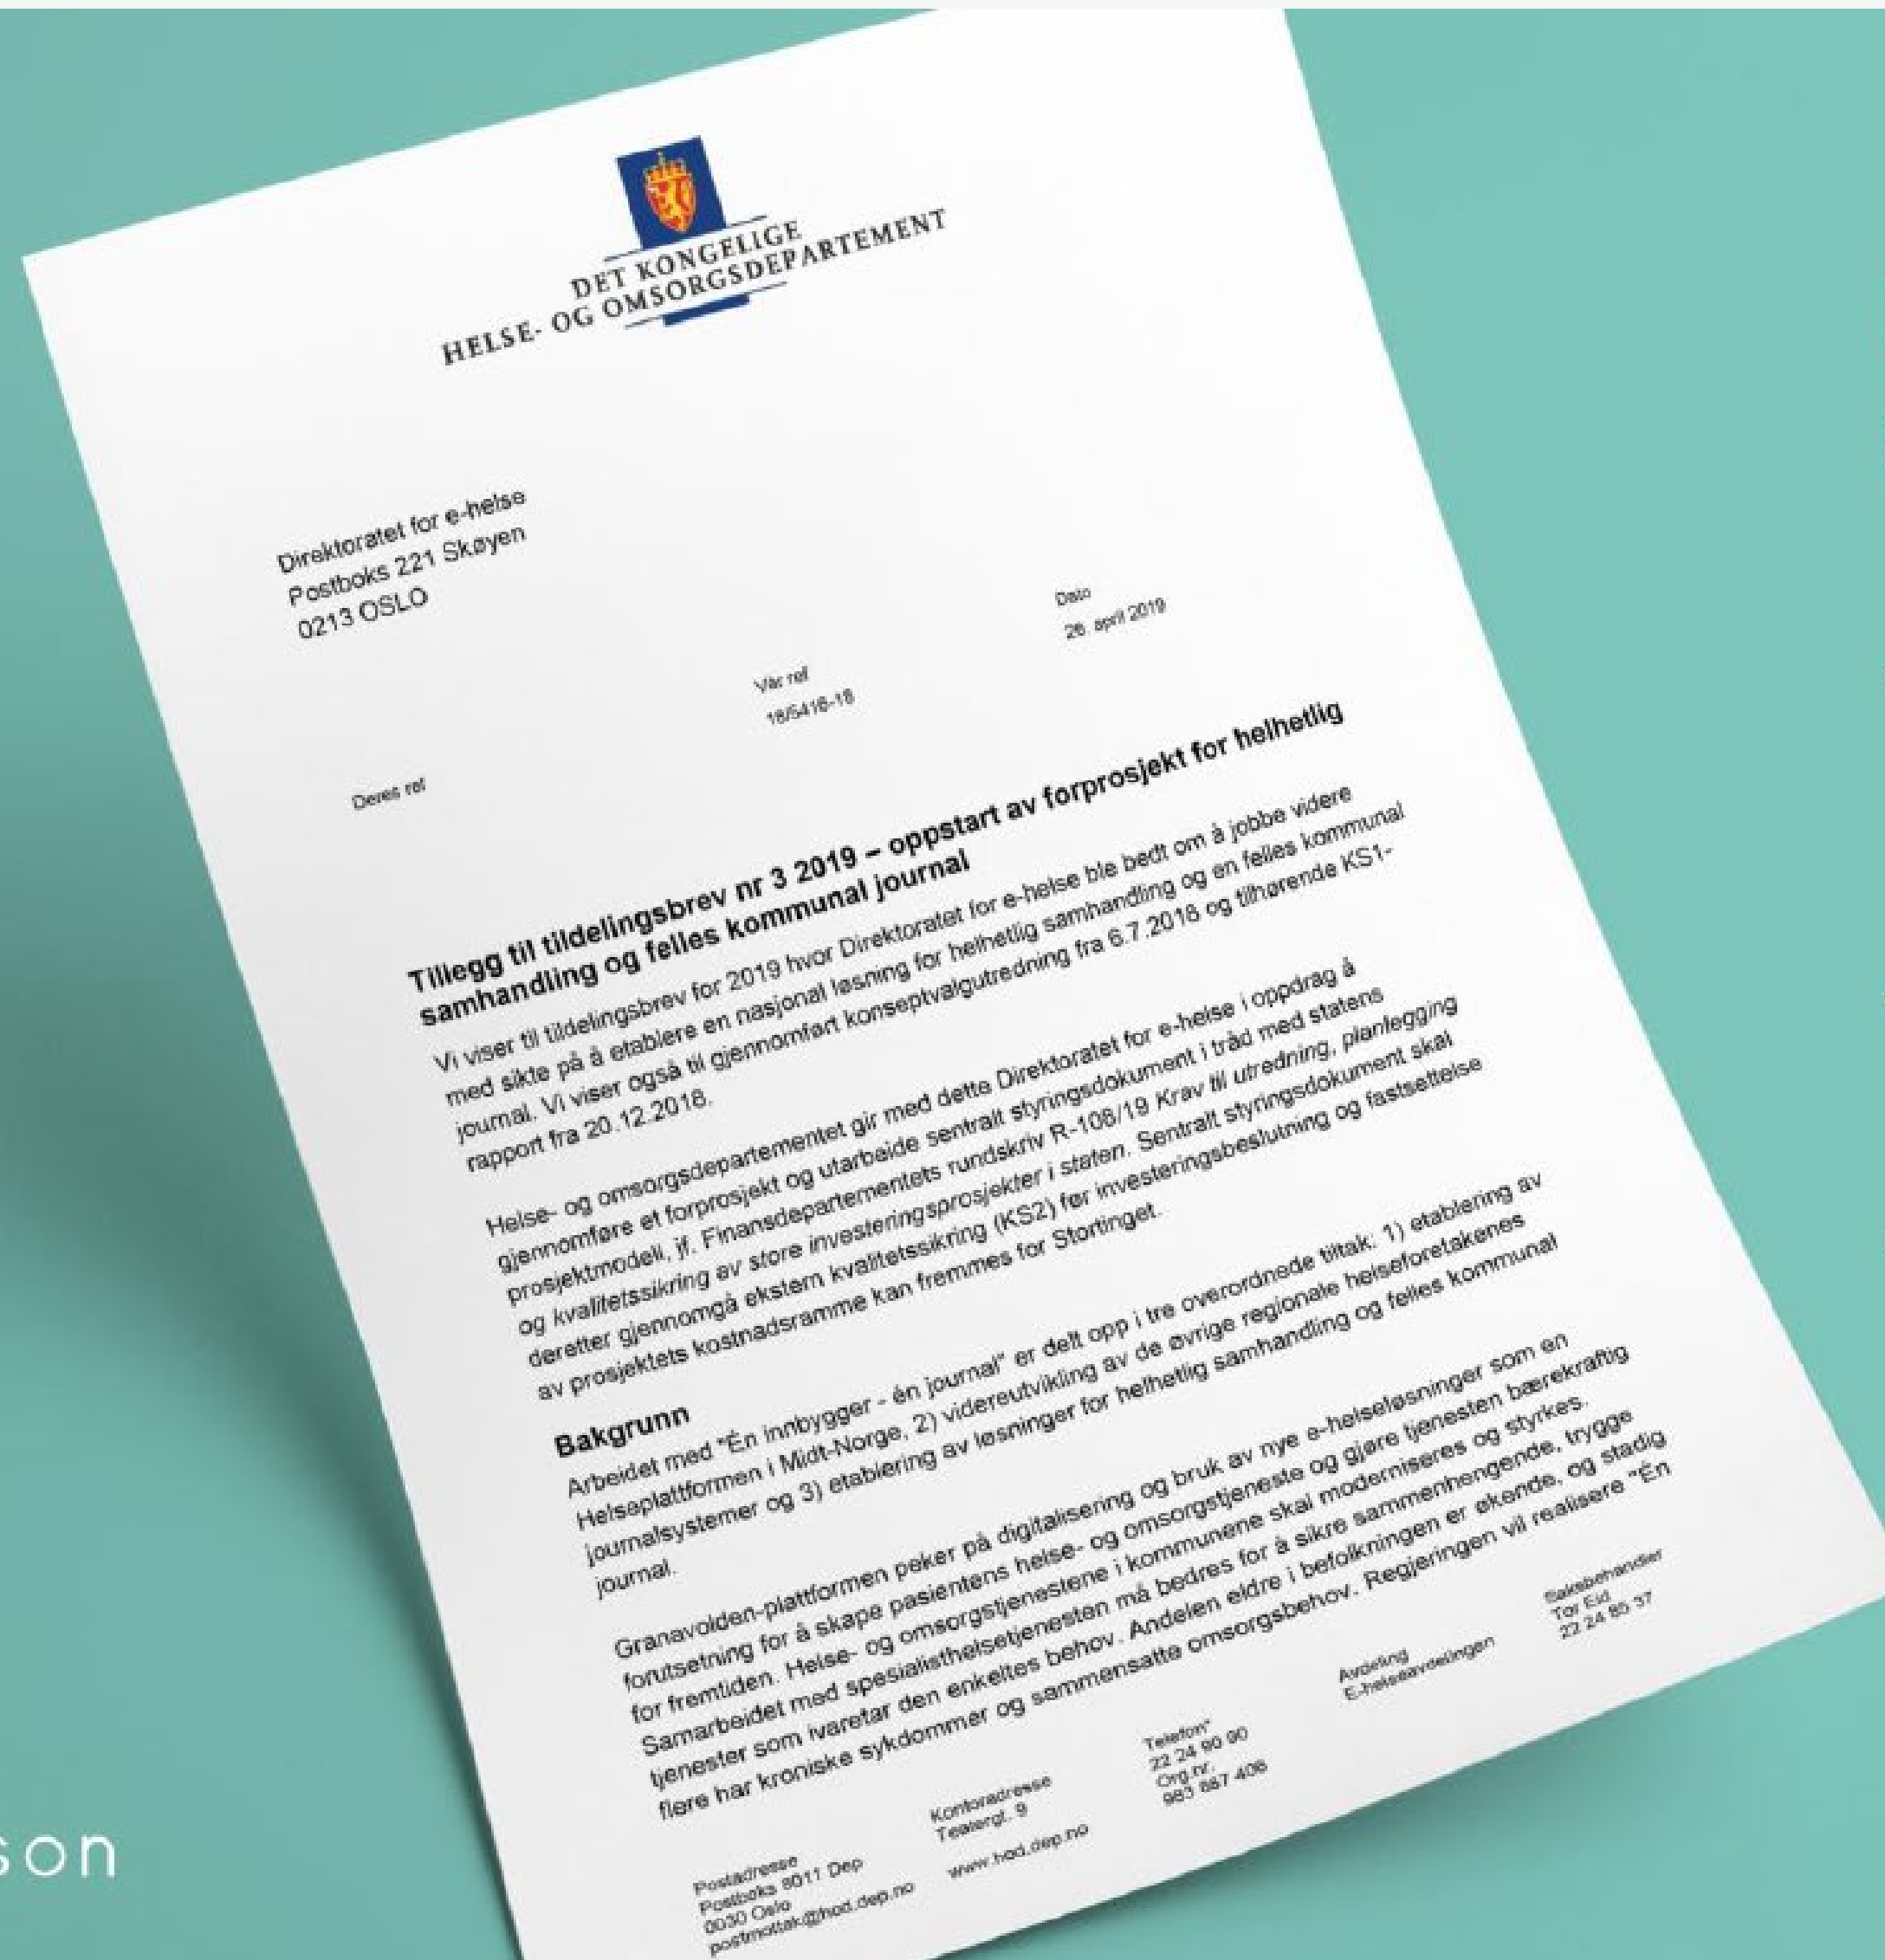 DET KONGELIGE
HELSE- OG OMSORGSDEPARTEMENT
Direktoratet for e-helse
Postboks 221 Skøyen
0213 OSLO
Deres ref
Vår ref
18/5416-18
Dato
26. april 2019
Tillegg til tildelingsbrev nr 3 2019 – oppstart av forprosjekt for helhetlig
samhandling og felles kommunal journal
Vi viser til tildelingsbrev for 2019 hvor Direktoratet for e-helse ble bedt om å jobbe videre
med sikte på å etablere en nasjonal løsning for helhetlig samhandling og en felles kommunal
journal. Vi viser også til gjennomført konseptvalgutredning fra 6.7.2018 og tilhørende KS1-
rapport fra 20.12.2018.
Helse- og omsorgsdepartementet gir med dette Direktoratet for e-helse i oppdrag å
gjennomføre et forprosjekt og utarbeide sentralt styringsdokument i tråd med statens
prosjektmodell, jf. Finansdepartementets rundskriv R-108/19 Krav til utredning, planlegging
og kvalitetssikring av store investeringsprosjekter i staten. Sentralt styringsdokument skal
deretter gjennomgå ekstern kvalitetssikring (KS2) før investeringsbeslutning og fastsettelse
av prosjektets kostnadsramme kan fremmes for Stortinget.
Bakgrunn
Arbeidet med "Én innbygger - én journal" er delt opp i tre overordnede tiltak: 1) etablering av
Helseplattformen i Midt-Norge, 2) videreutvikling av de øvrige regionale helseforetakenes
journalsystemer og 3) etablering av løsninger for helhetlig samhandling og felles kommunal
journal.
Granavolden-plattformen peker på digitalisering og bruk av nye e-helseløsninger som en
forutsetning for å skape pasientens helse- og omsorgstjeneste og gjøre tjenesten bærekraftig
for fremtiden. Helse- og omsorgstjenestene i kommunene skal moderniseres og styrkes.
Samarbeidet med spesialisthelsetjenesten må bedres for å sikre sammenhengende, trygge
tjenester som ivaretar den enkeltes behov. Andelen eldre i befolkningen er økende, og stadig
flere har kroniske sykdommer og sammensatte omsorgsbehov. Regjeringen vil realisere "Én
Postadresse
Postboks 8011 Dep
0030 Oslo
postmottak@hod.dep.no
Kontoradresse
Teatergt. 9
www.hod.dep.no
Telefon*
22 24 90 90
Org.nr.
983 887 406
Avdeling
E-helseavdelingen
Saksbehandler
Tor Eid
22 24 85 37
son